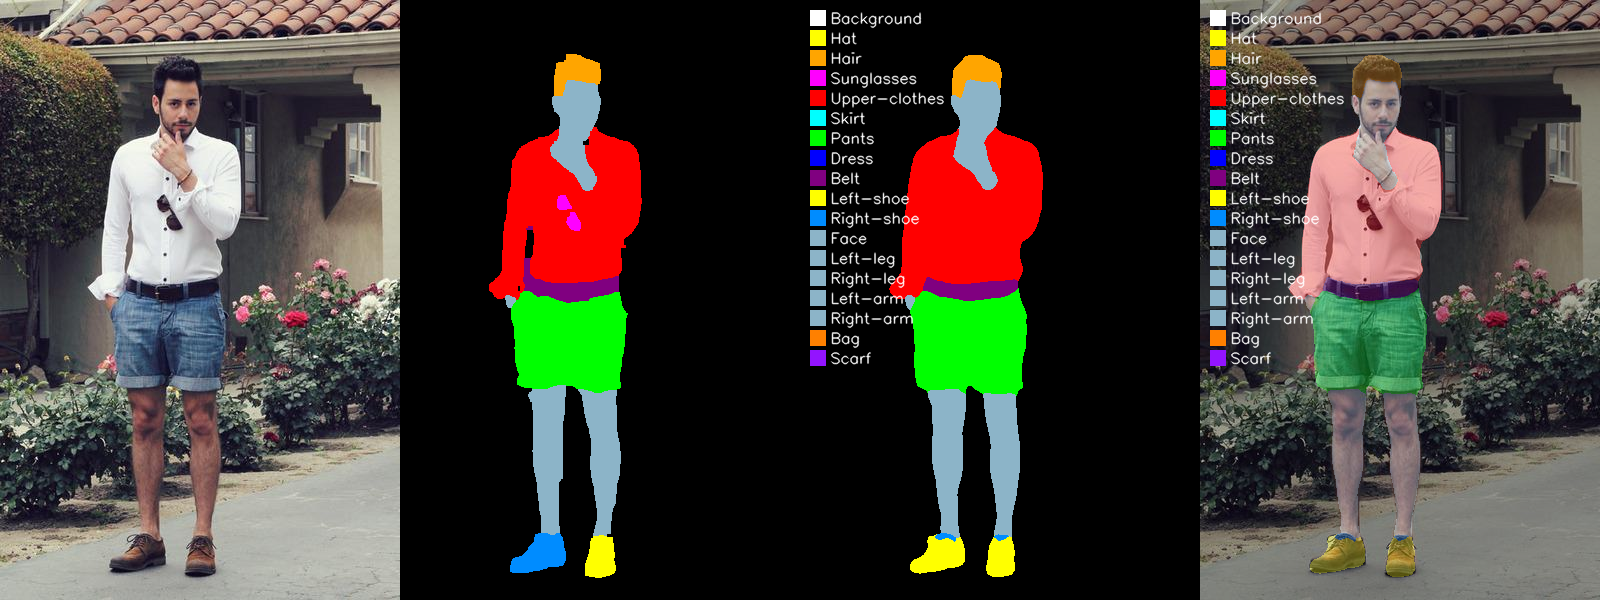 Background
Hat
Hair
Sunglasses
Upper-clothes
Skirt
Pants
Dress
Belt
Left-shoe
Right-shoe
Face
Left-leg
Right-leg
Left-arm
Right-arm
Bag
Scarf
Background
Hat
Hair
Sunglasses
Upper-clothes
Skirt
Pants
Dress
Belt
Left-shoe
Right-shoe
Face
Left-leg
Right-leg
Left-arm
Right-arm
Bag
Scarf